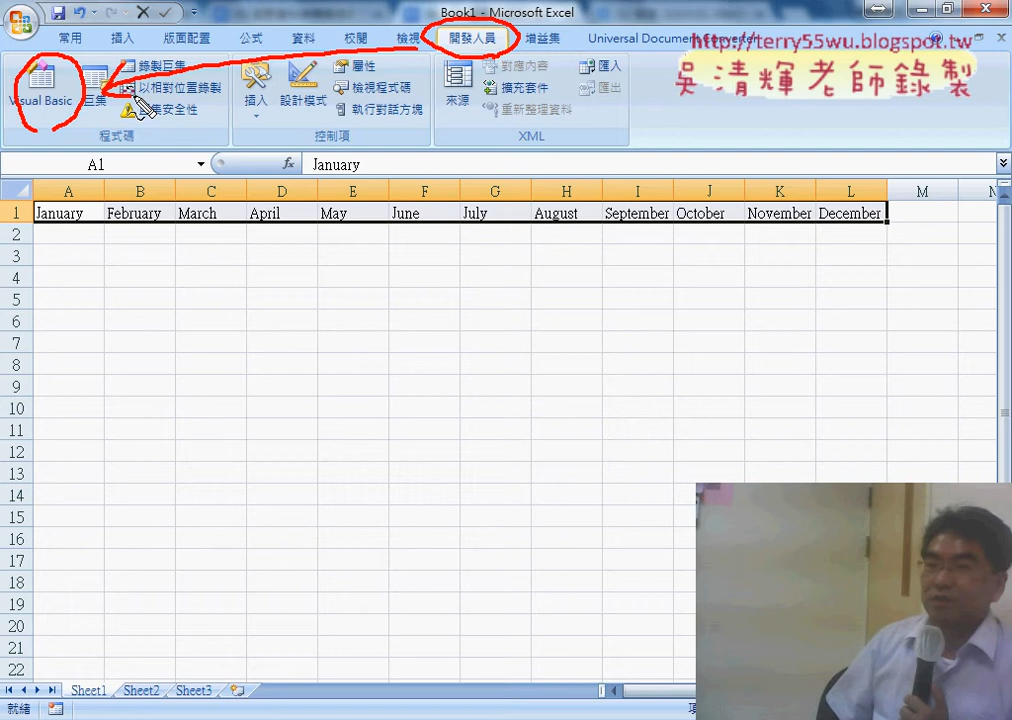 Book1 - Microsoft Excel
常用 插入 版面配置 公式 資料 校閱 檢視 開發人員 增益集 Universal Document Converter
http://terry55wu.blogspot.tw
吳清輝老師錄製
Visual Basic 巨集 錄製巨集 以相對位置錄製 巨集安全性
插入 設計模式 屬性 檢視程式碼 執行對話方塊
來源 對應內容 擴充套件 重新整理資料 匯入 匯出
程式碼 控制項 XML
A1 fx January
A B C D E F G H I J K L M N
1 January February March April May June July August September October November December
2
3
4
5
6
7
8
9
10
11
12
13
14
15
16
17
18
19
20
21
22
Sheet1 Sheet2 Sheet3
就緒